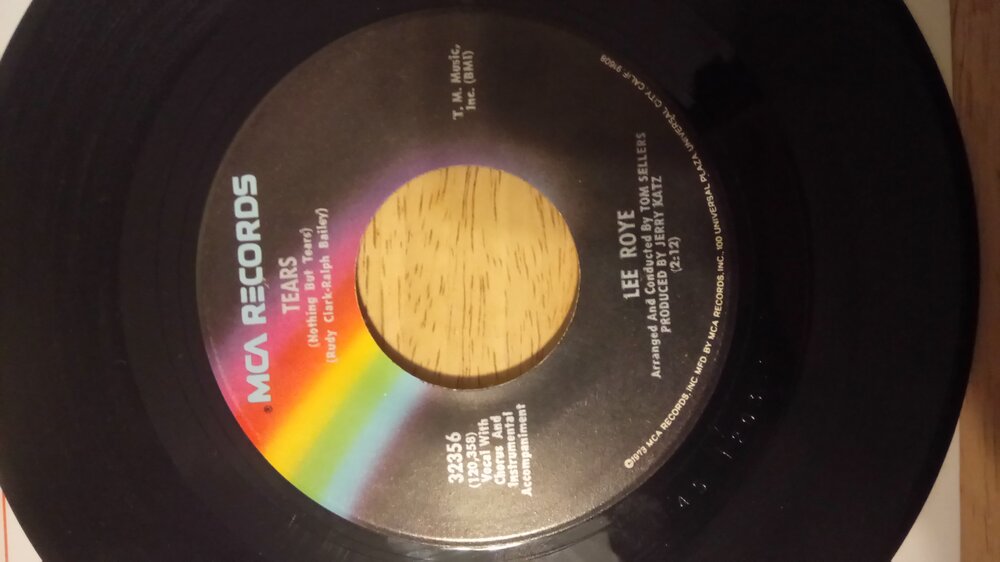 MCA RECORDS
TEARS
(Nothing But Tears)
(Rudy Clark-Ralph Bailey)
32356
(120,358)
Vocal With
Chorus And
Instrumental
Accompaniment
T. M. Music,
Inc. (BMI)
LEE ROYE
Arranged And Conducted By TOM SELLERS
PRODUCED BY JERRY KATZ
(2:12)
©1973 MCA RECORDS, INC. MFD BY MCA RECORDS, INC., 100 UNIVERSAL PLAZA, UNIVERSAL CITY, CALIF. 91608